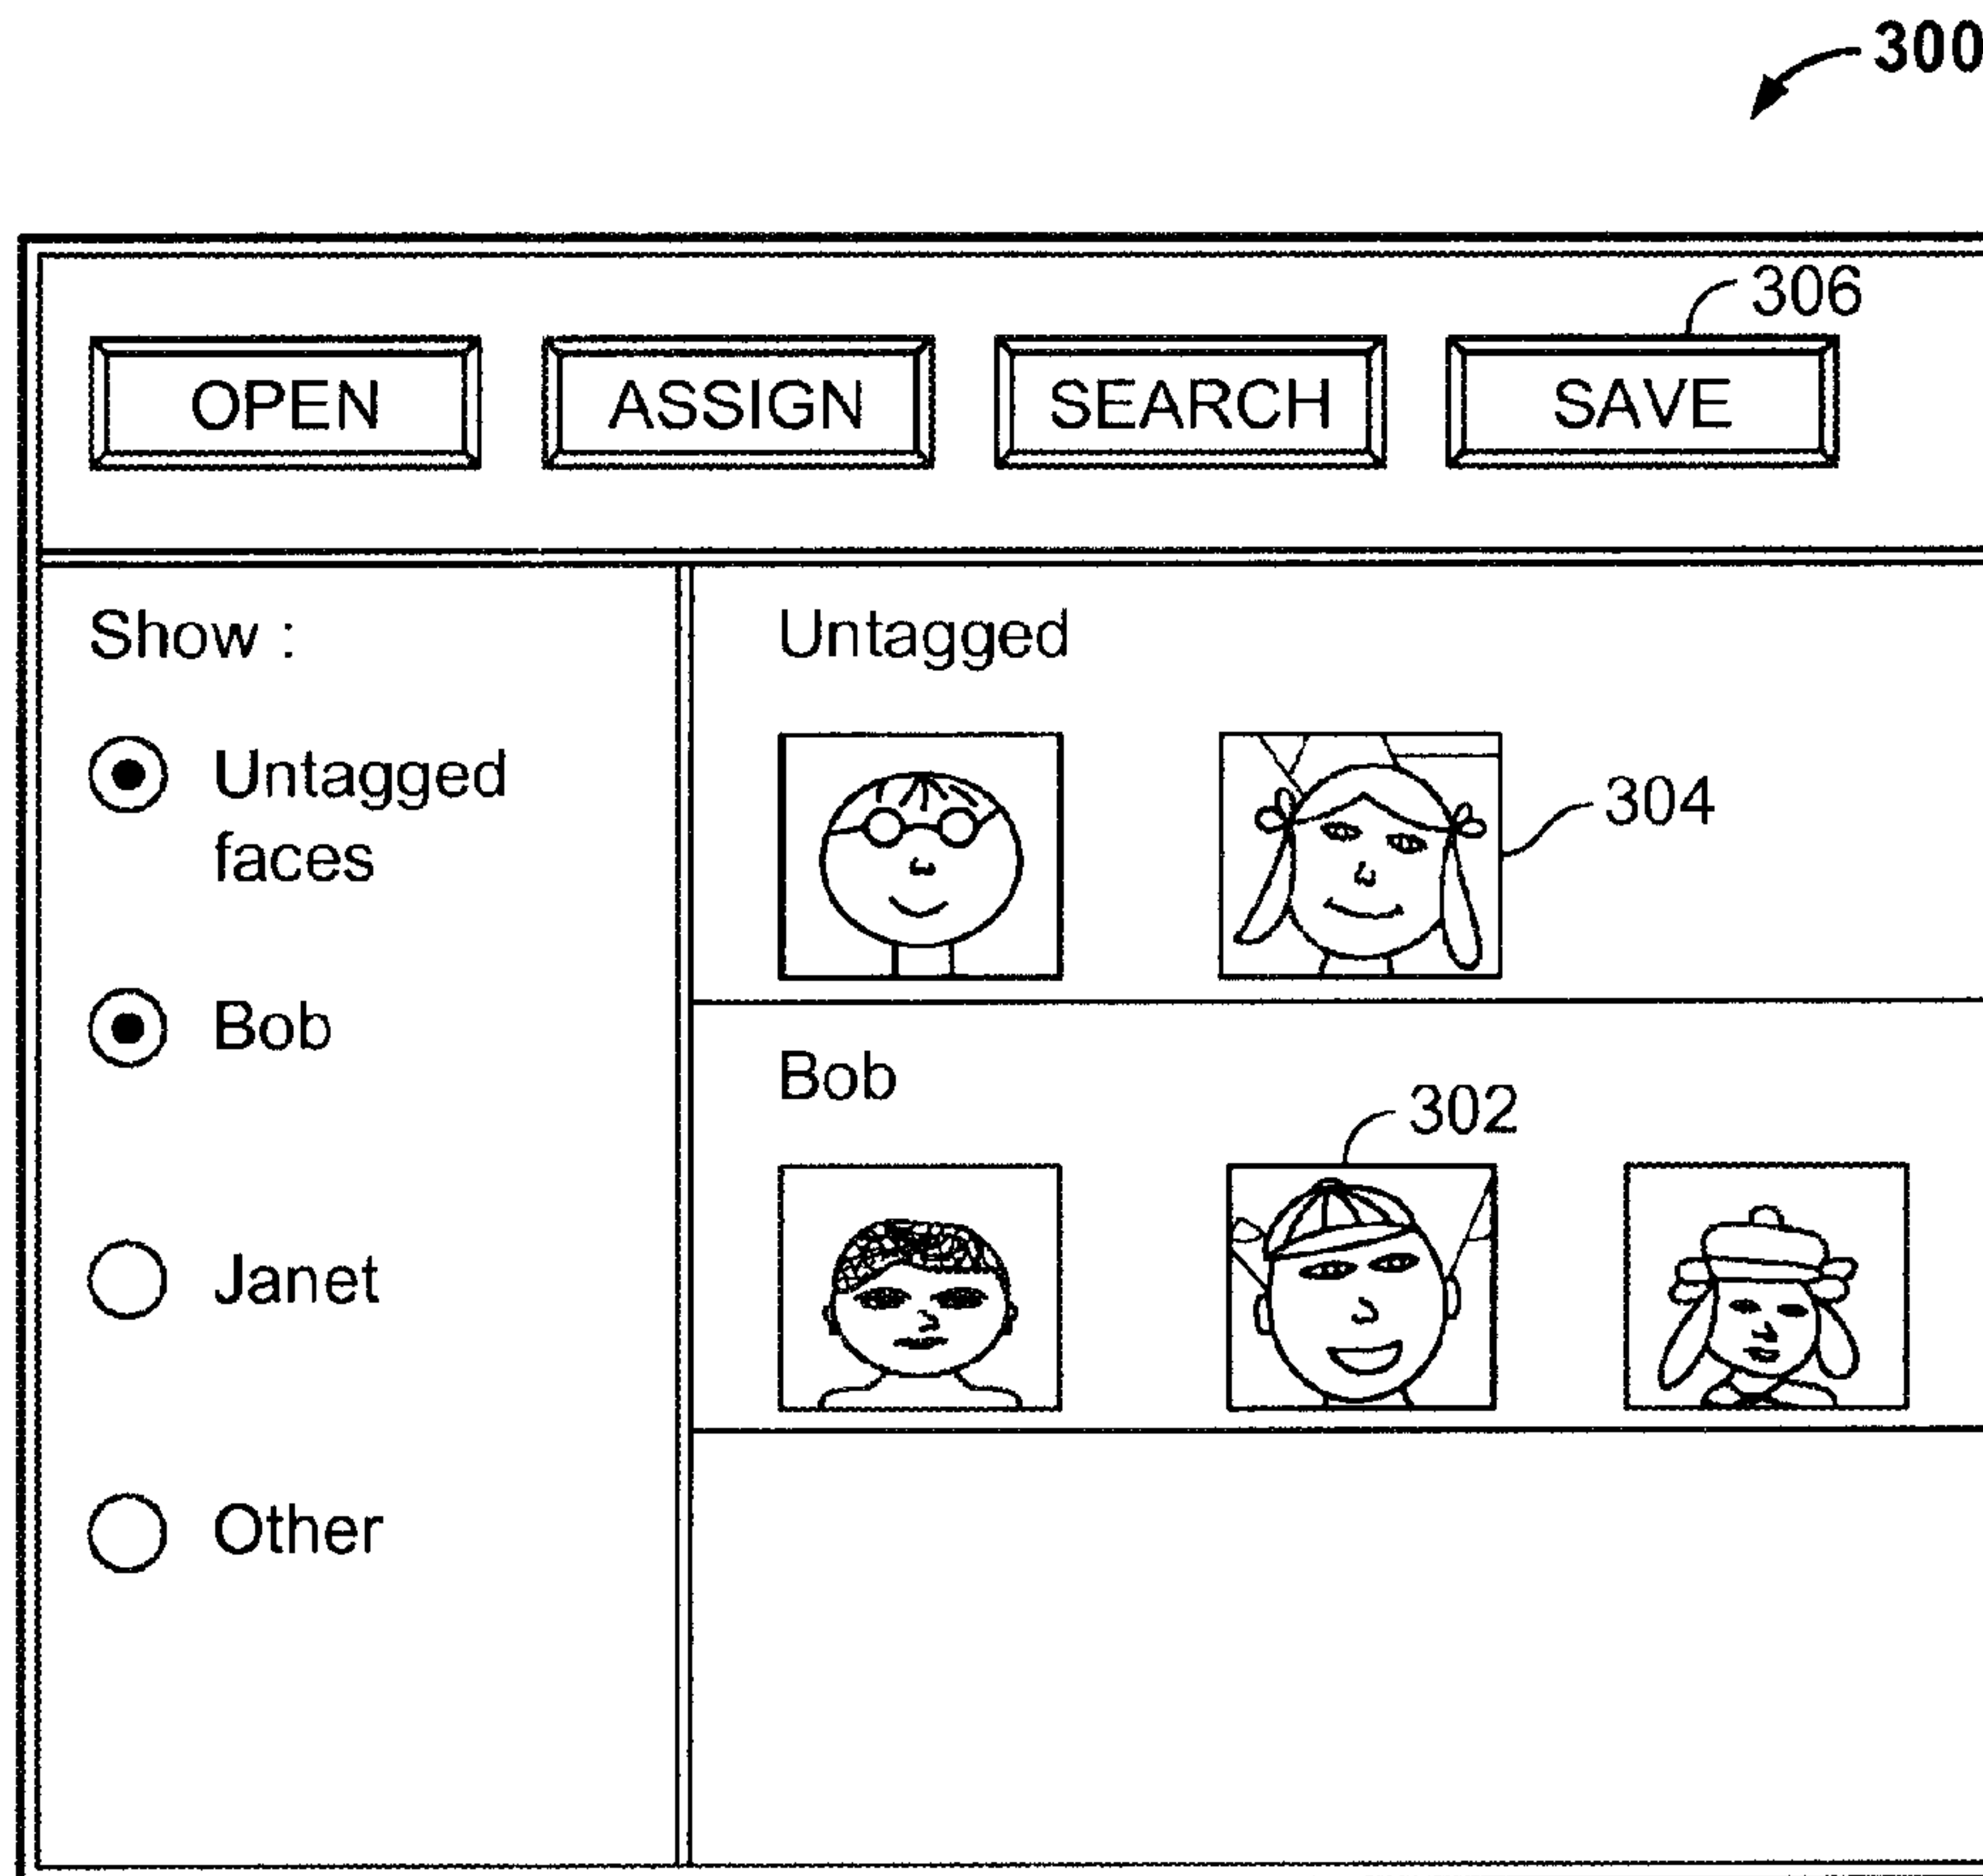 300
306
OPEN ASSIGN SEARCH SAVE
Show :
Untagged
faces
Bob
Janet
Other
Untagged
304
Bob
302